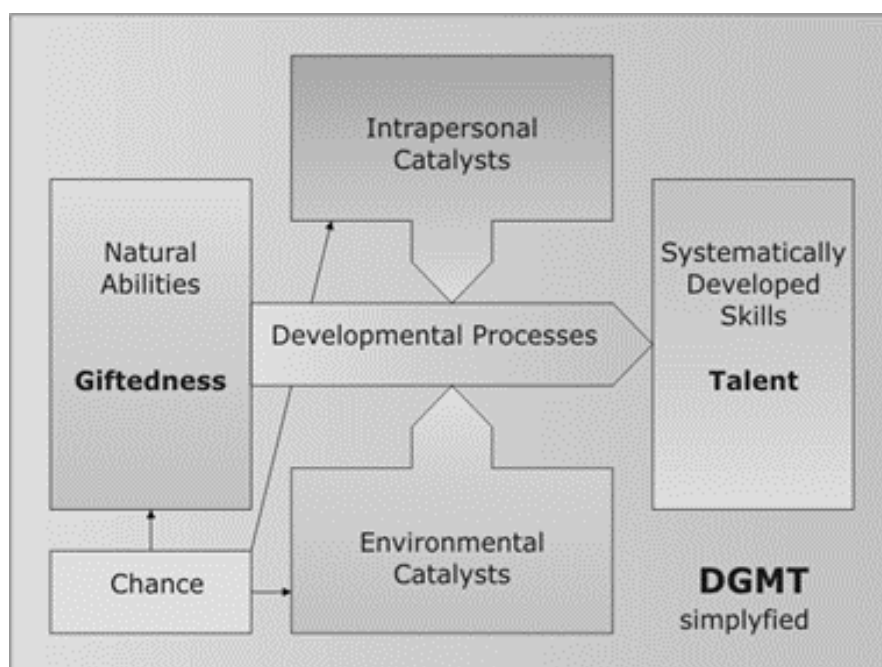 Intrapersonal
Catalysts
Natural
Abilities
Giftedness
Developmental Processes
Systematically
Developed
Skills
Talent
Chance
Environmental
Catalysts
DGMT
simplyfied